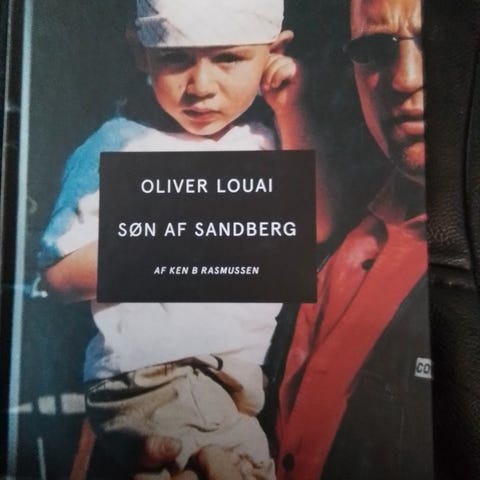 OLIVER LOUAI
SØN AF SANDBERG
AF KEN B RASMUSSEN